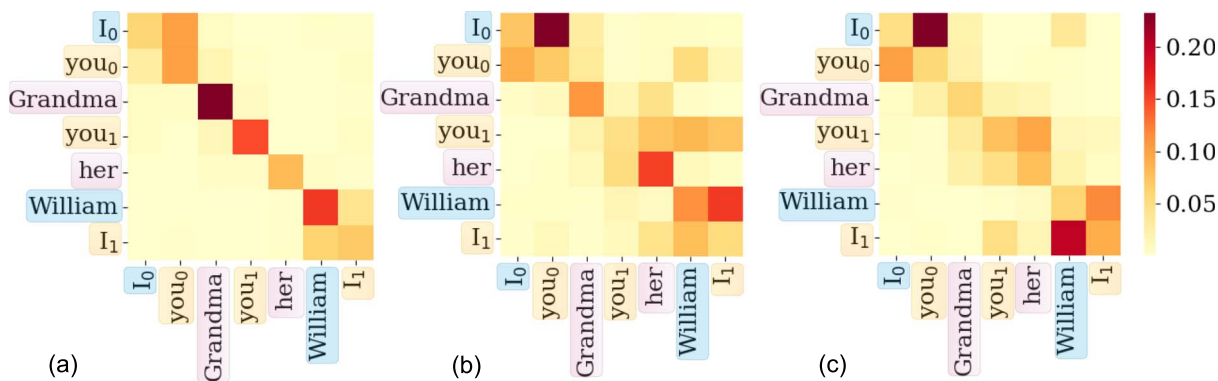 I₀
you₀
Grandma
you₁
her
William
I₁
I₀
you₀
Grandma
you₁
her
William
I₁
(a)
I₀
you₀
Grandma
you₁
her
William
I₁
I₀
you₀
Grandma
you₁
her
William
I₁
(b)
I₀
you₀
Grandma
you₁
her
William
I₁
I₀
you₀
Grandma
you₁
her
William
I₁
(c)
0.20
0.15
0.10
0.05